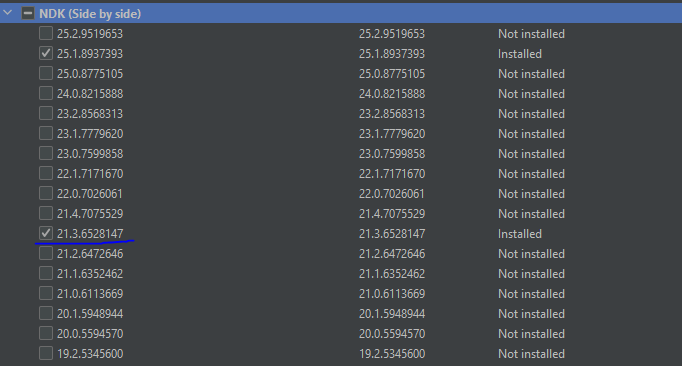 NDK (Side by side)
25.2.9519653 25.2.9519653 Not installed
25.1.8937393 25.1.8937393 Installed
25.0.8775105 25.0.8775105 Not installed
24.0.8215888 24.0.8215888 Not installed
23.2.8568313 23.2.8568313 Not installed
23.1.7779620 23.1.7779620 Not installed
23.0.7599858 23.0.7599858 Not installed
22.1.7171670 22.1.7171670 Not installed
22.0.7026061 22.0.7026061 Not installed
21.4.7075529 21.4.7075529 Not installed
21.3.6528147 21.3.6528147 Installed
21.2.6472646 21.2.6472646 Not installed
21.1.6352462 21.1.6352462 Not installed
21.0.6113669 21.0.6113669 Not installed
20.1.5948944 20.1.5948944 Not installed
20.0.5594570 20.0.5594570 Not installed
19.2.5345600 19.2.5345600 Not installed